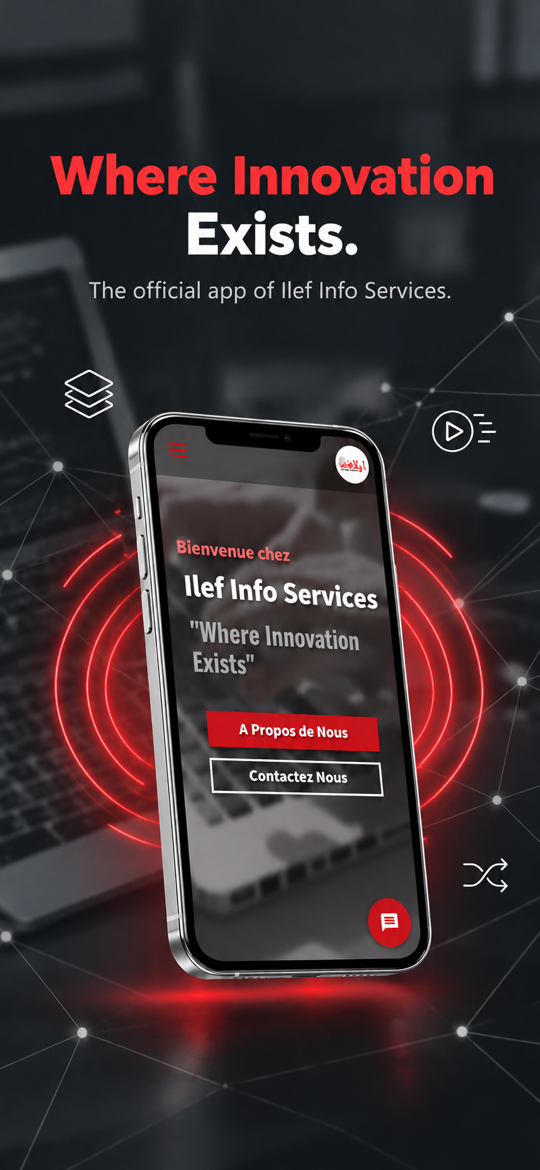 Where Innovation
Exists.
The official app of Ilef Info Services.
إيلاف
Bienvenue chez
Ilef Info Services
"Where Innovation
Exists"
A Propos de Nous
Contactez Nous